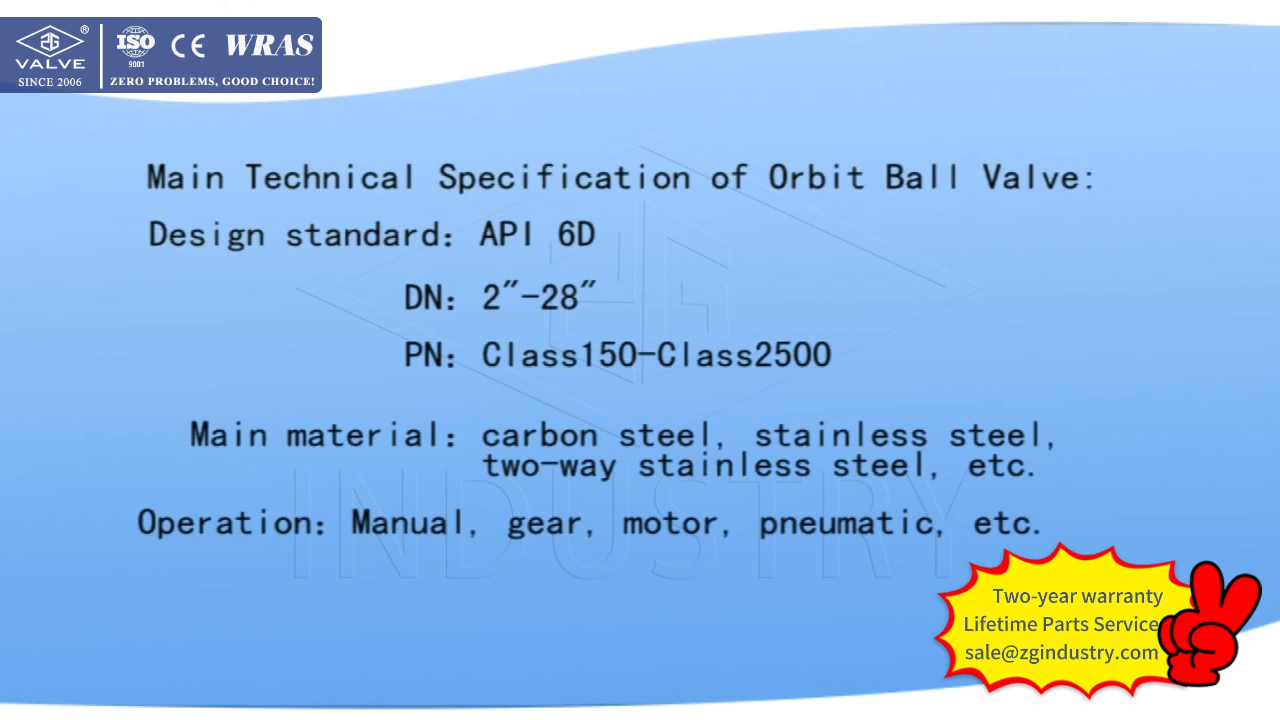 ZG
®
VALVE
SINCE 2006
ISO
9001
CE
WRAS
ZERO PROBLEMS, GOOD CHOICE!
Main Technical Specification of Orbit Ball Valve:
Design standard: API 6D
DN: 2″-28″
PN: Class150-Class2500
Main material: carbon steel, stainless steel,
two-way stainless steel, etc.
Operation: Manual, gear, motor, pneumatic, etc.
ZG
INDUSTRY
Two-year warranty
Lifetime Parts Service
sale@zgindustry.com